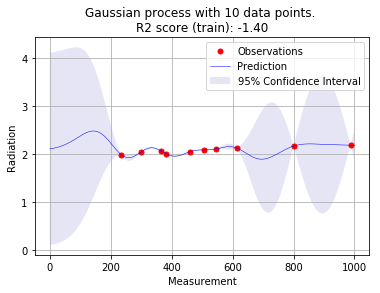 Gaussian process with 10 data points.
R2 score (train): -1.40
Observations
Prediction
95% Confidence Interval
4
3
2
1
0
Radiation
0
200
400
600
800
1000
Measurement